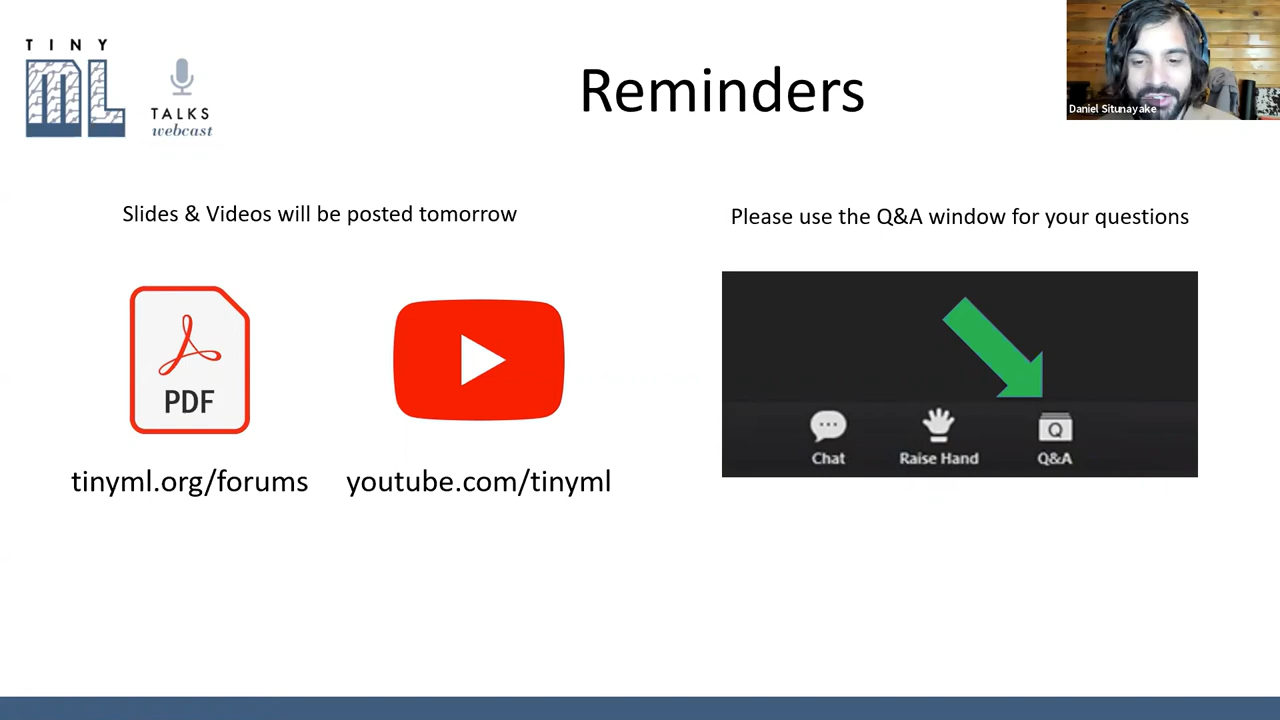 TINY
ML
TALKS
webcast
Reminders
Daniel Situnayake
Slides & Videos will be posted tomorrow
Please use the Q&A window for your questions
PDF
Chat
Raise Hand
Q
Q&A
tinyml.org/forums
youtube.com/tinyml